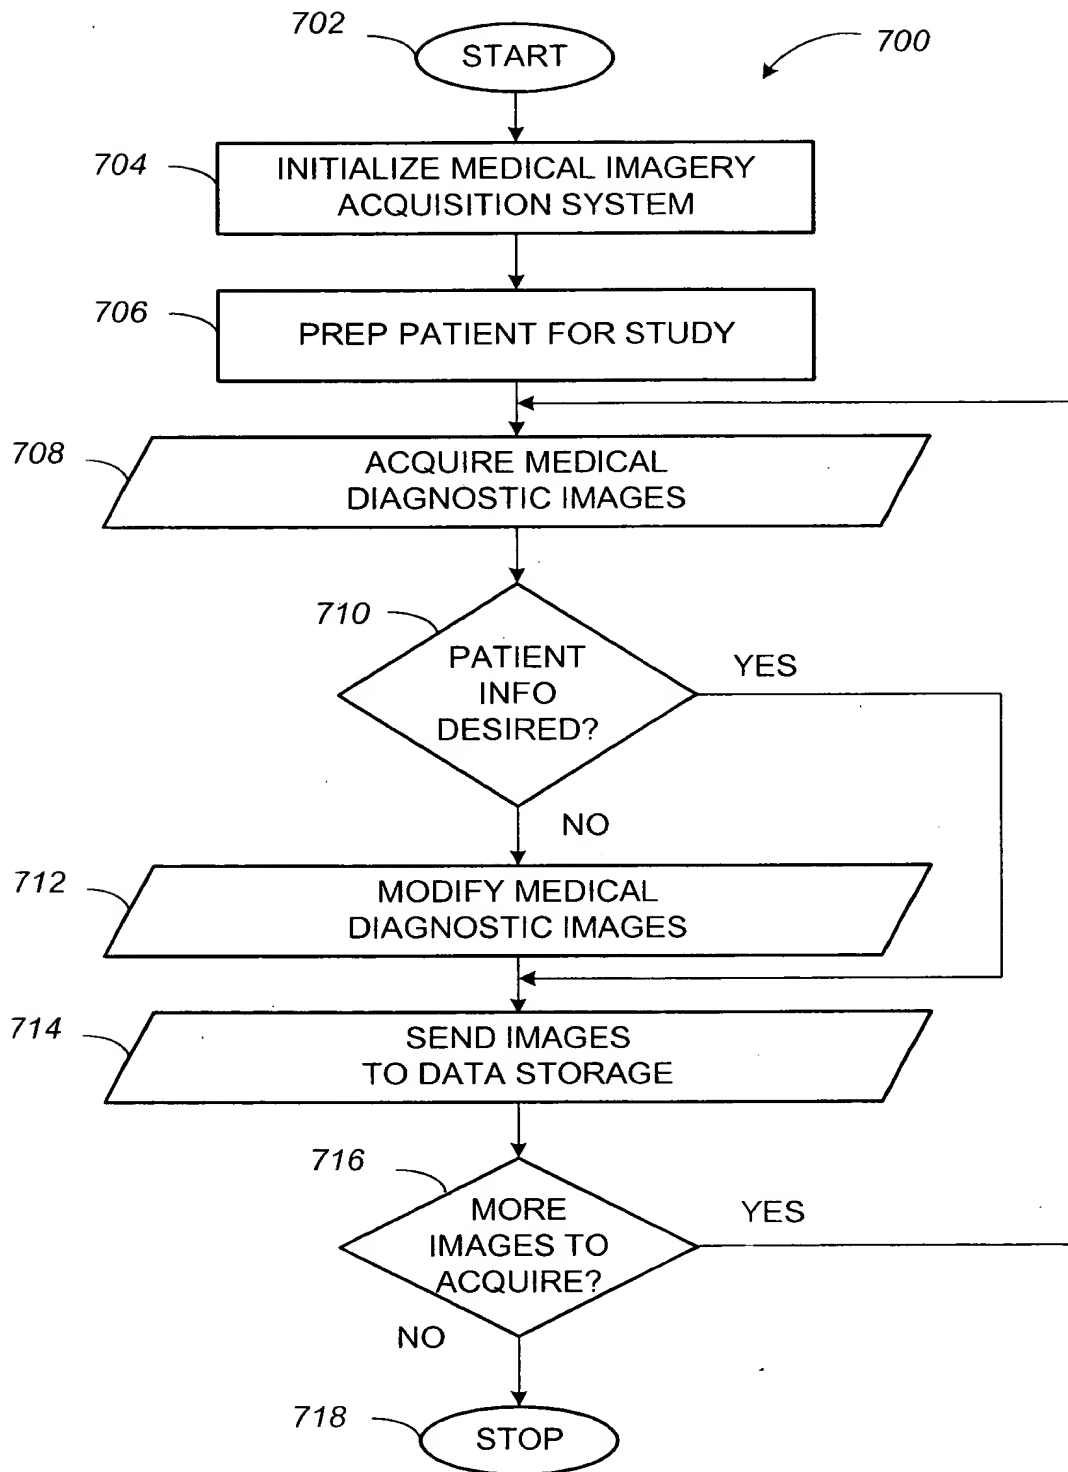 702
START
700
704
INITIALIZE MEDICAL IMAGERY
ACQUISITION SYSTEM
706
PREP PATIENT FOR STUDY
708
ACQUIRE MEDICAL
DIAGNOSTIC IMAGES
710
PATIENT
INFO
DESIRED?
YES
NO
712
MODIFY MEDICAL
DIAGNOSTIC IMAGES
714
SEND IMAGES
TO DATA STORAGE
716
MORE
IMAGES TO
ACQUIRE?
YES
NO
718
STOP